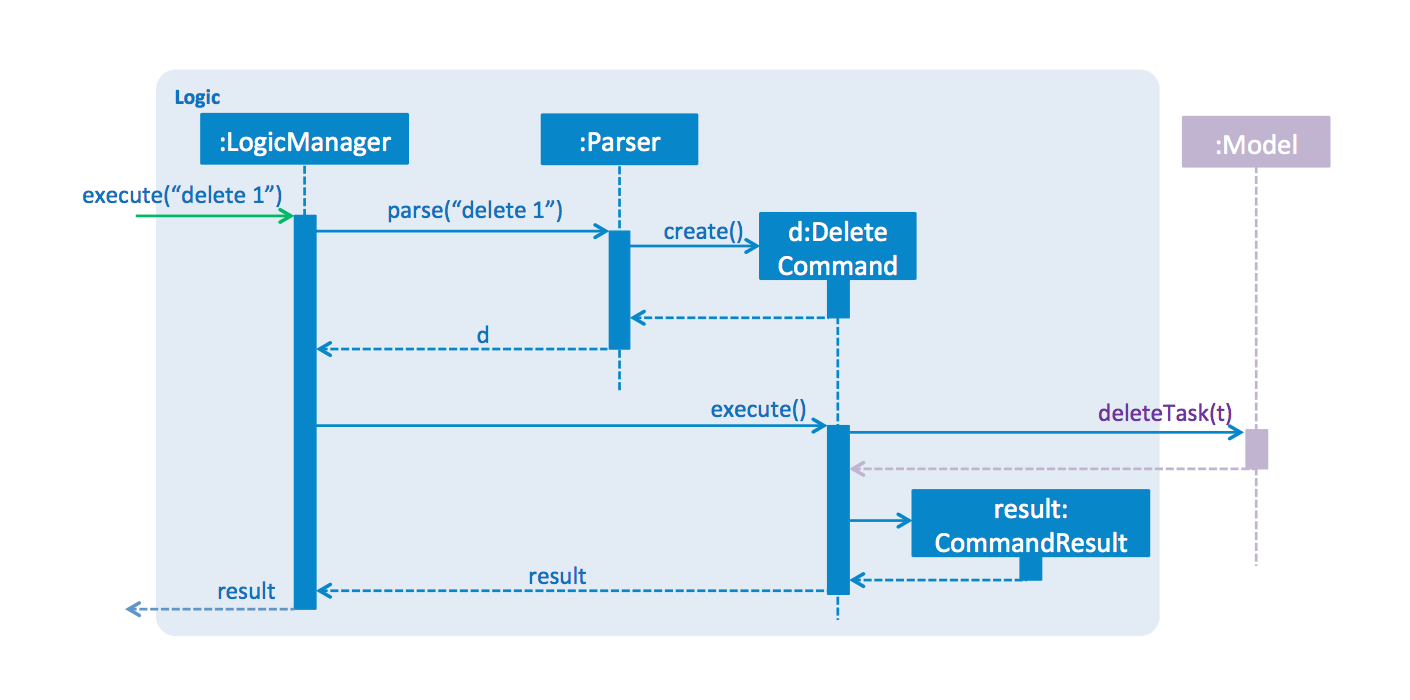 Logic
:LogicManager
:Parser
:Model
execute(“delete 1”)
parse(“delete 1”)
create()
d:Delete
Command
d
execute()
deleteTask(t)
result:
CommandResult
result
result